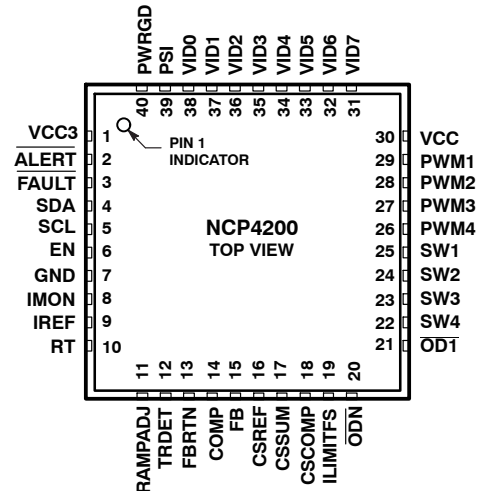 PWRGD
PSI
VID0
VID1
VID2
VID3
VID4
VID5
VID6
VID7
40
39
38
37
36
35
34
33
32
31
VCC3 1
ALERT 2
FAULT 3
SDA 4
SCL 5
EN 6
GND 7
IMON 8
IREF 9
RT 10
PIN 1
INDICATOR
NCP4200
TOP VIEW
30 VCC
29 PWM1
28 PWM2
27 PWM3
26 PWM4
25 SW1
24 SW2
23 SW3
22 SW4
21 OD1
11
12
13
14
15
16
17
18
19
20
RAMPADJ
TRDET
FBRTN
COMP
FB
CSREF
CSSUM
CSCOMP
ILIMITFS
ODN